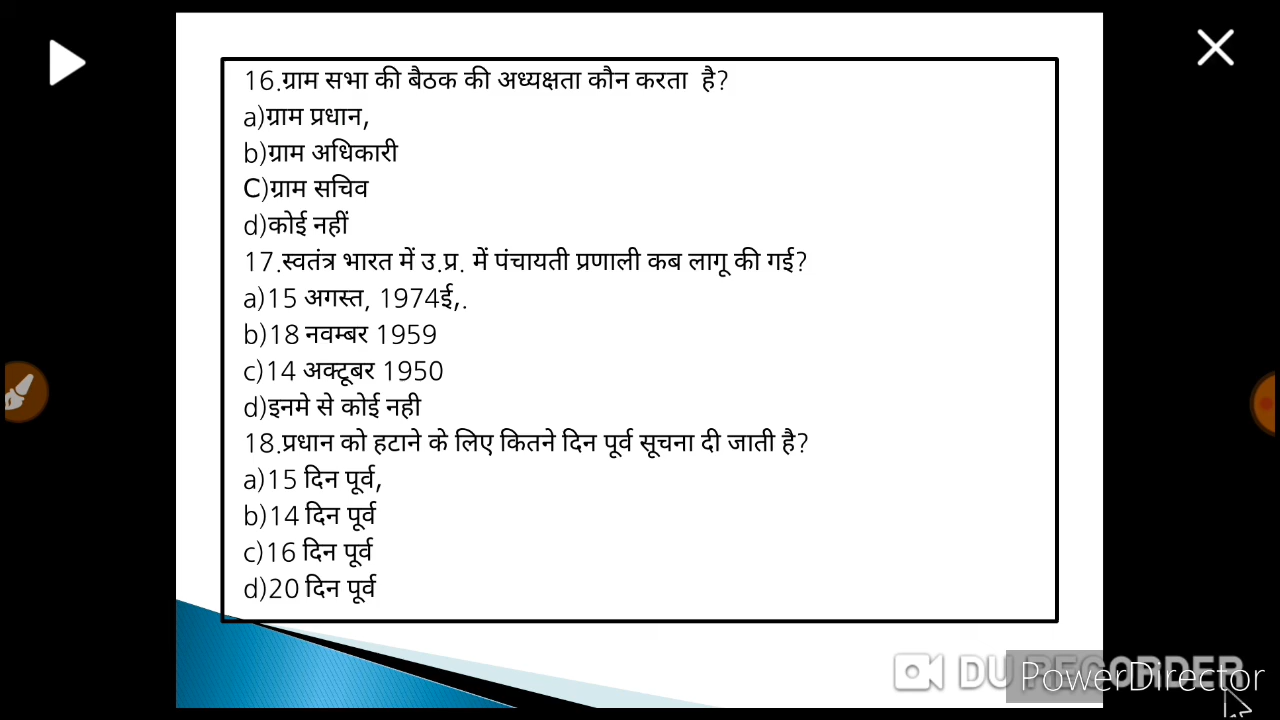 16.ग्राम सभा की बैठक की अध्यक्षता कौन करता है?
a)ग्राम प्रधान,
b)ग्राम अधिकारी
C)ग्राम सचिव
d)कोई नहीं
17.स्वतंत्र भारत में उ.प्र. में पंचायती प्रणाली कब लागू की गई?
a)15 अगस्त, 1974ई,.
b)18 नवम्बर 1959
c)14 अक्टूबर 1950
d)इनमे से कोई नही
18.प्रधान को हटाने के लिए कितने दिन पूर्व सूचना दी जाती है?
a)15 दिन पूर्व,
b)14 दिन पूर्व
c)16 दिन पूर्व
d)20 दिन पूर्व
DU RECORDER
PowerDirector